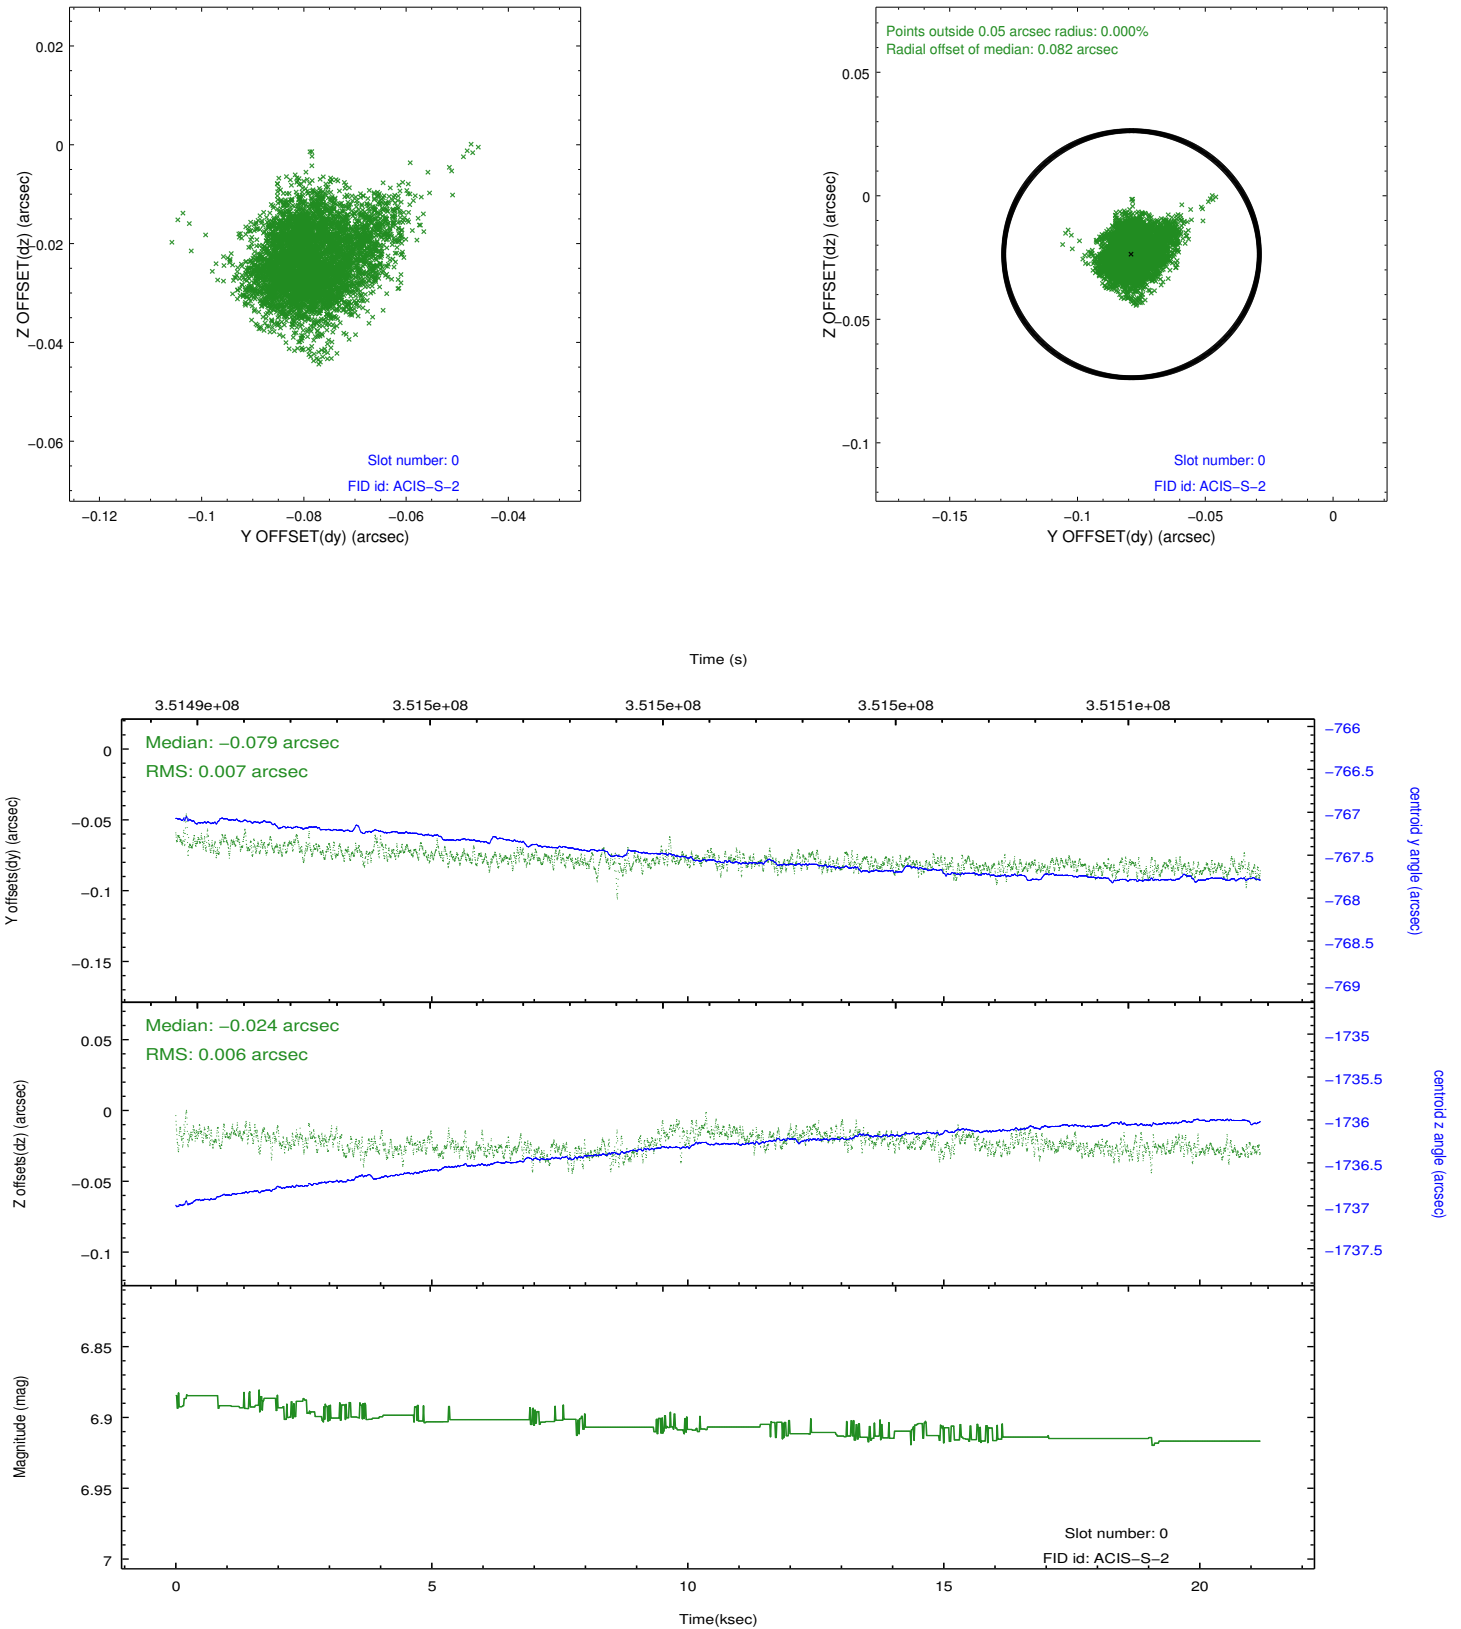 0.02
0
−0.02
−0.04
−0.06
Z OFFSET(dz) (arcsec)
Slot number: 0
FID id: ACIS−S−2
−0.12
−0.1
−0.08
−0.06
−0.04
Y OFFSET(dy) (arcsec)
Points outside 0.05 arcsec radius: 0.000%
Radial offset of median: 0.082 arcsec
0.05
0
−0.05
−0.1
Z OFFSET(dz) (arcsec)
Slot number: 0
FID id: ACIS−S−2
−0.15
−0.1
−0.05
0
Y OFFSET(dy) (arcsec)
Time (s)
3.5149e+08
3.515e+08
3.515e+08
3.515e+08
3.5151e+08
Median: −0.079 arcsec
RMS: 0.007 arcsec
0
−0.05
−0.1
−0.15
Y offsets(dy) (arcsec)
−766
−766.5
−767
−767.5
−768
−768.5
−769
centroid y angle (arcsec)
Median: −0.024 arcsec
RMS: 0.006 arcsec
0.05
0
−0.05
−0.1
Z offsets(dz) (arcsec)
−1735
−1735.5
−1736
−1736.5
−1737
−1737.5
centroid z angle (arcsec)
6.85
6.9
6.95
7
Magnitude (mag)
Slot number: 0
FID id: ACIS−S−2
0
5
10
15
20
Time(ksec)